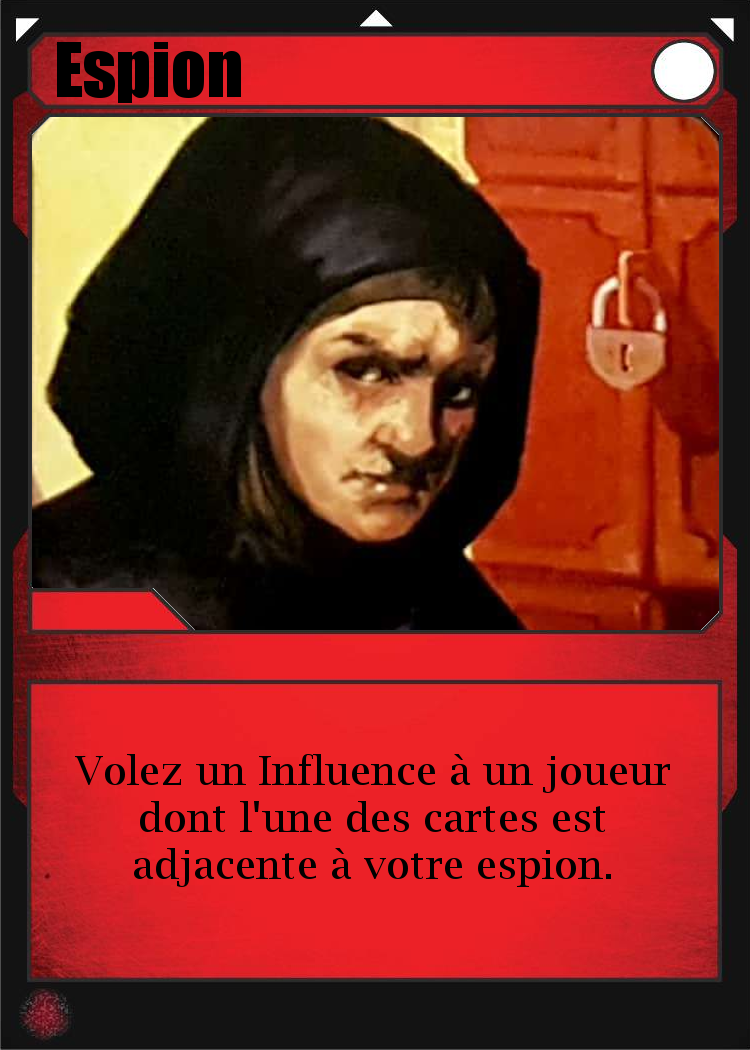 Espion
Volez un Influence à un joueur
dont l'une des cartes est
adjacente à votre espion.